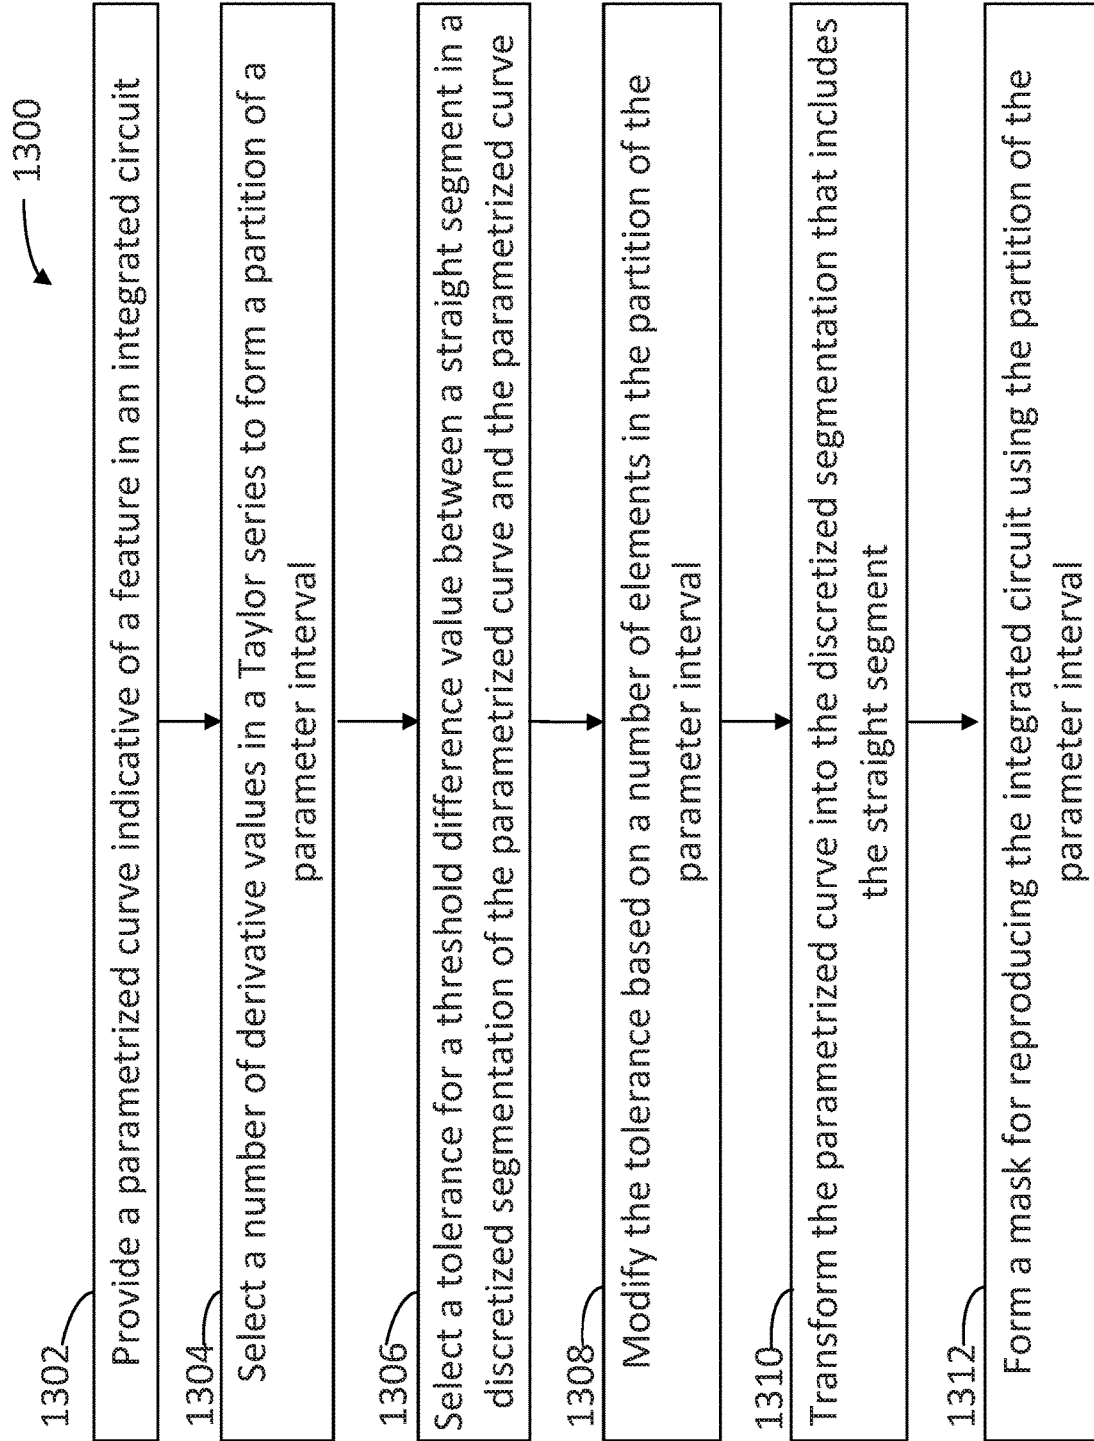 1300
1302
Provide a parametrized curve indicative of a feature in an integrated circuit
1304
Select a number of derivative values in a Taylor series to form a partition of a
parameter interval
1306
Select a tolerance for a threshold difference value between a straight segment in a
discretized segmentation of the parametrized curve and the parametrized curve
1308
Modify the tolerance based on a number of elements in the partition of the
parameter interval
1310
Transform the parametrized curve into the discretized segmentation that includes
the straight segment
1312
Form a mask for reproducing the integrated circuit using the partition of the
parameter interval